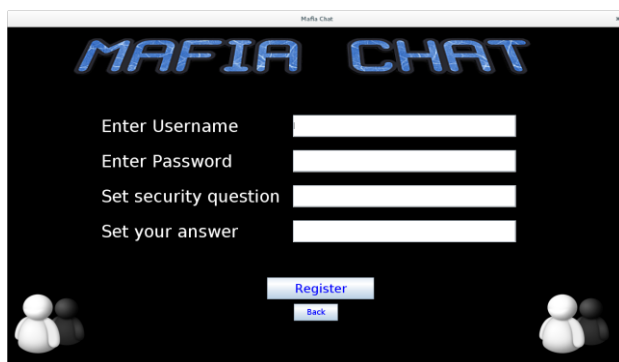 Mafia Chat
MAFIA CHAT
Enter Username
Enter Password
Set security question
Set your answer
Register
Back